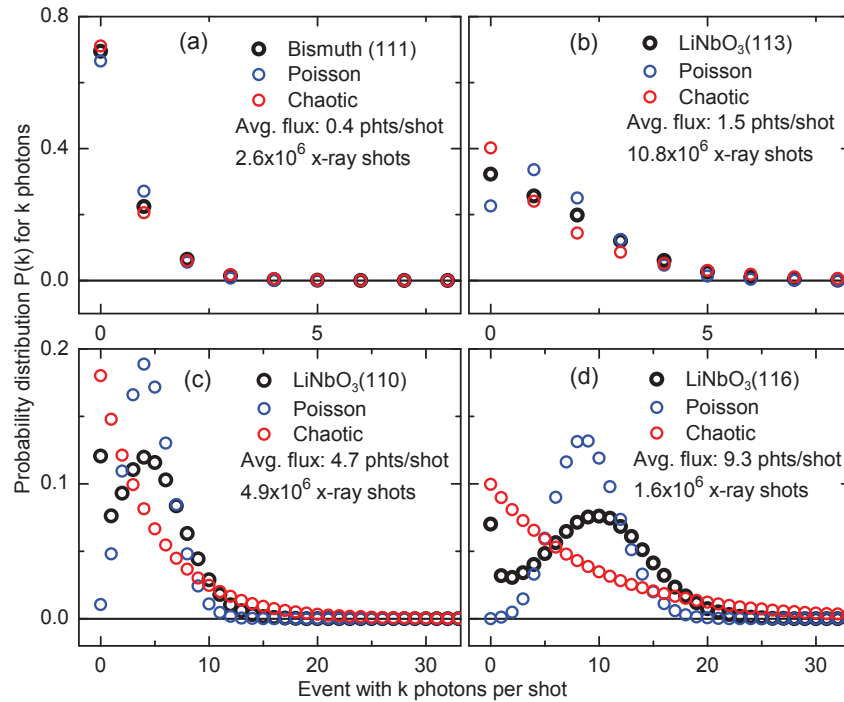 Probability distribution P(k) for k photons
0.8
0.4
0.0
(a)
Bismuth (111)
Poisson
Chaotic
Avg. flux: 0.4 phts/shot
2.6x10^6 x-ray shots
0
5
(b)
LiNbO₃(113)
Poisson
Chaotic
Avg. flux: 1.5 phts/shot
10.8x10^6 x-ray shots
0
5
0.2
0.1
0.0
(c)
LiNbO₃(110)
Poisson
Chaotic
Avg. flux: 4.7 phts/shot
4.9x10^6 x-ray shots
0
10
20
30
(d)
LiNbO₃(116)
Poisson
Chaotic
Avg. flux: 9.3 phts/shot
1.6x10^6 x-ray shots
0
10
20
30
Event with k photons per shot